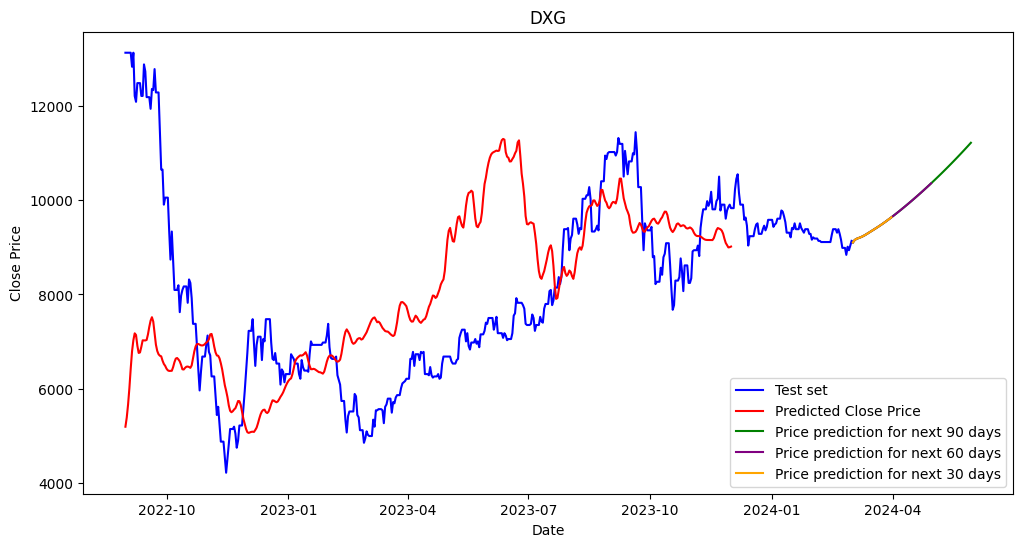 DXG
Close Price
12000
10000
8000
6000
4000
2022-10
2023-01
2023-04
2023-07
2023-10
2024-01
2024-04
Date
Test set
Predicted Close Price
Price prediction for next 90 days
Price prediction for next 60 days
Price prediction for next 30 days